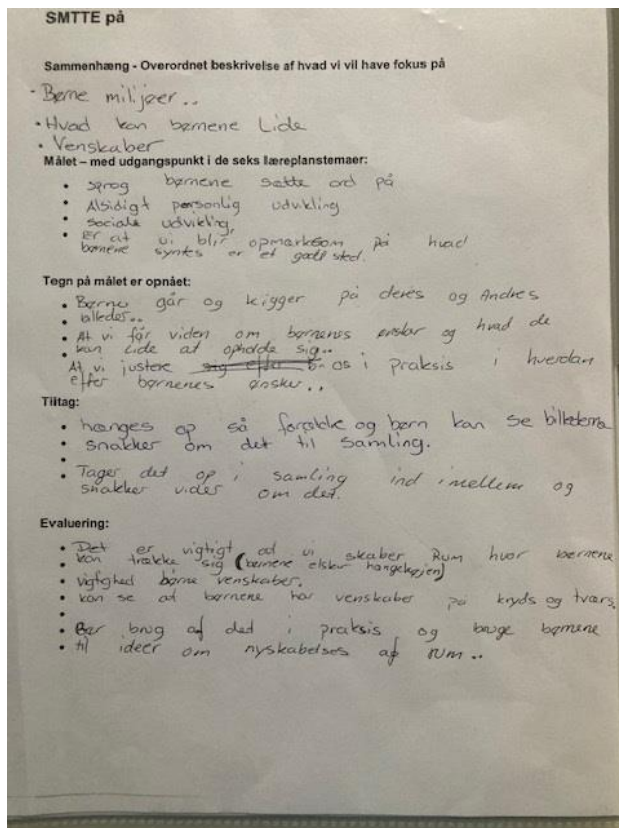 SMTTE på
Sammenhæng - Overordnet beskrivelse af hvad vi vil have fokus på
- Børne miljøer..
• Hvad kan børnene Lide
• Venskaber
Målet – med udgangspunkt i de seks læreplanstemaer:
• sprog børnene sætte ord på
• Alsidigt personlig udvikling
• sociale udvikling,
• Er at vi blir opmærksom på hvad
børnene syntes er et godt sted.
Tegn på målet er opnået:
• Børne går og kigger på deres og Andres
• billeder..
• At vi får viden om børnenes ønsker og hvad de
• kan Lide at opholde sig..
At vi justere sig efter b os i praksis i hverdan
efter børnenes ønsker..
Tiltag:
• hænges op så forældre og børn kan se billederne
• snakker om det til samling.
•
• Tager det op i samling ind imellem og
snakker vider om det.
Evaluering:
• Det er vigtigt at vi skaber Rum hvor børnene
• kan trække sig (børnene elsker hængekøjen)
• vigtighed børne venskaber.
• kan se at børnene har venskaber på kryds og tværs.
•
• Gør brug af det i praksis og bruge børnene
• til ideer om nyskabelses af rum..